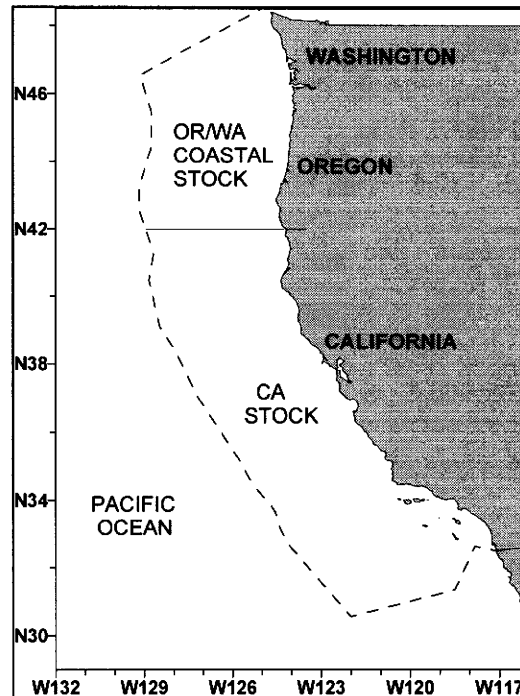 WASHINGTON
N46
OR/WA
COASTAL
STOCK
OREGON
N42
CALIFORNIA
N38
CA
STOCK
N34
PACIFIC
OCEAN
N30
W132 W129 W126 W123 W120 W117